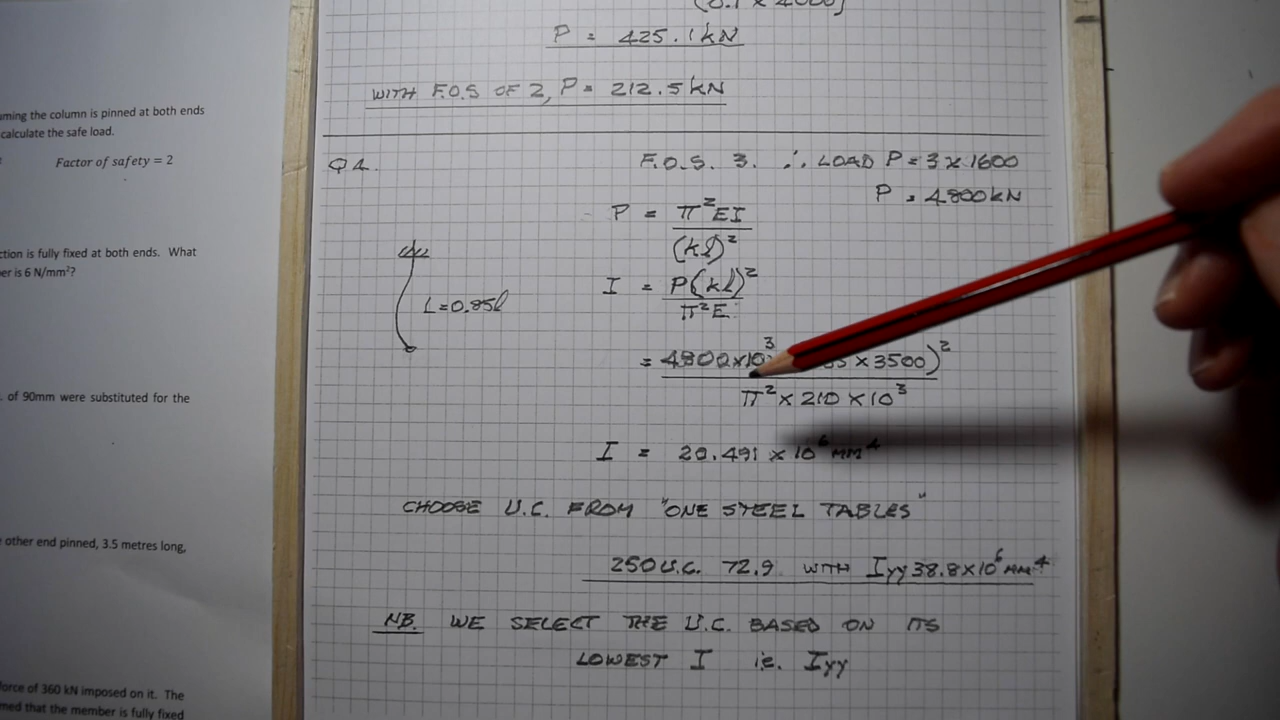 P = 425.1kN
WITH F.O.S OF 2, P = 212.5kN
uming the column is pinned at both ends
calculate the safe load.
Factor of safety = 2
Q4.
F.O.S. 3. ∴ LOAD P = 3 x 1600
P = 4800kN
P = π²EI
(kl)²
I = P(kl)²
π²E
L=0.85l
= 4800x10³ x 3500)²
π² x 210 x 10³
I = 20.491 x 10⁶ MM⁴
CHOOSE U.C. FROM "ONE STEEL TABLES"
250U.C. 72.9 WITH Iyy 38.8x10⁶MM⁴
NB. WE SELECT THE U.C. BASED ON ITS
LOWEST I ie. Iyy
ction is fully fixed at both ends. What
er is 6 N/mm²?
. of 90mm were substituted for the
other end pinned, 3.5 metres long,
force of 360 kN imposed on it. The
med that the member is fully fixed